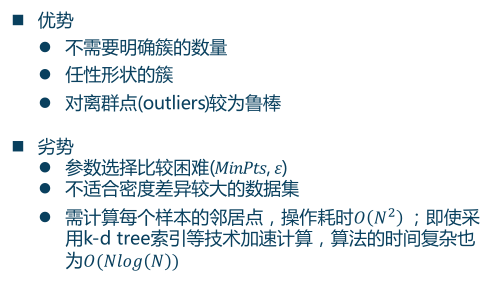 ■ 优势
● 不需要明确簇的数量
● 任性形状的簇
● 对离群点(outliers)较为鲁棒
■ 劣势
● 参数选择比较困难(MinPts, ε)
● 不适合密度差异较大的数据集
● 需计算每个样本的邻居点，操作耗时O(N²)；即使采
用k-d tree索引等技术加速计算，算法的时间复杂也
为O(Nlog(N))